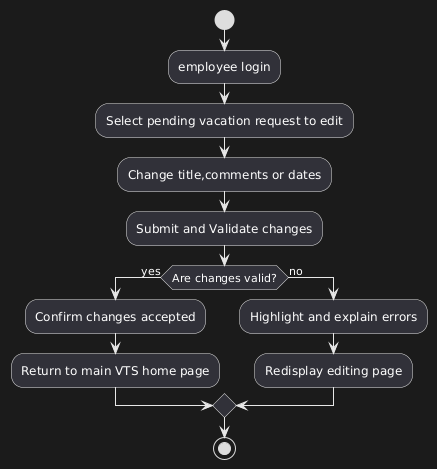 employee login
Select pending vacation request to edit
Change title,comments or dates
Submit and Validate changes
yes
Are changes valid?
no
Confirm changes accepted
Highlight and explain errors
Return to main VTS home page
Redisplay editing page